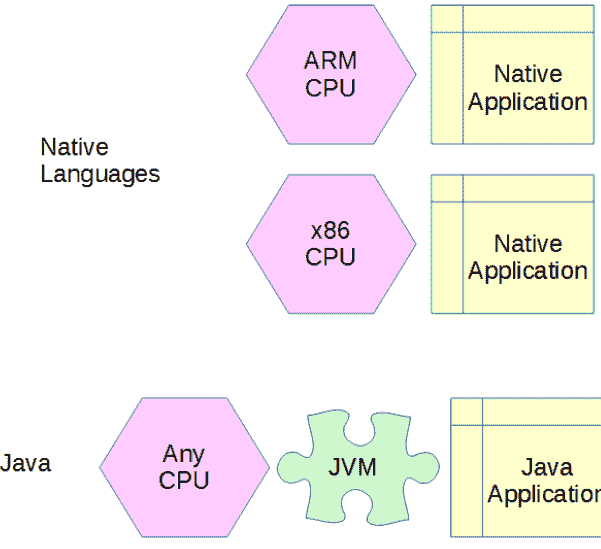 ARM
CPU
Native
Application
Native
Languages
x86
CPU
Native
Application
Java
Any
CPU
JVM
Java
Application